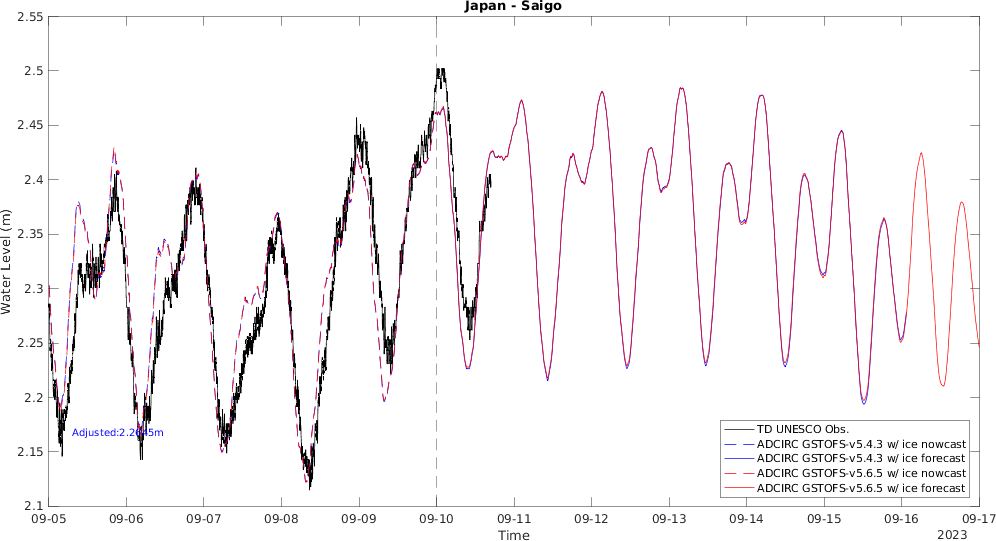 Japan - Saigo
2.55
2.5
2.45
2.4
2.35
2.3
2.25
2.2
2.15
2.1
Water Level (m)
Adjusted:2.2645m
TD UNESCO Obs.
ADCIRC GSTOFS-v5.4.3 w/ ice nowcast
ADCIRC GSTOFS-v5.4.3 w/ ice forecast
ADCIRC GSTOFS-v5.6.5 w/ ice nowcast
ADCIRC GSTOFS-v5.6.5 w/ ice forecast
09-05 09-06 09-07 09-08 09-09 09-10 09-11 09-12 09-13 09-14 09-15 09-16 09-17
Time
2023